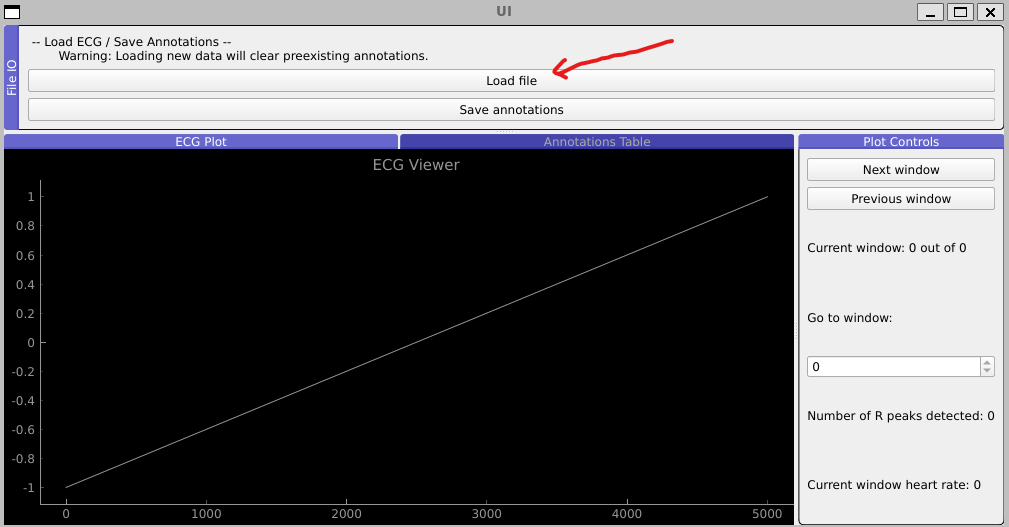 UI
File IO
-- Load ECG / Save Annotations --
Warning: Loading new data will clear preexisting annotations.
Load file
Save annotations
ECG Plot
Annotations Table
ECG Viewer
1
0.8
0.6
0.4
0.2
0
-0.2
-0.4
-0.6
-0.8
-1
0 1000 2000 3000 4000 5000
Plot Controls
Next window
Previous window
Current window: 0 out of 0
Go to window:
0
Number of R peaks detected: 0
Current window heart rate: 0